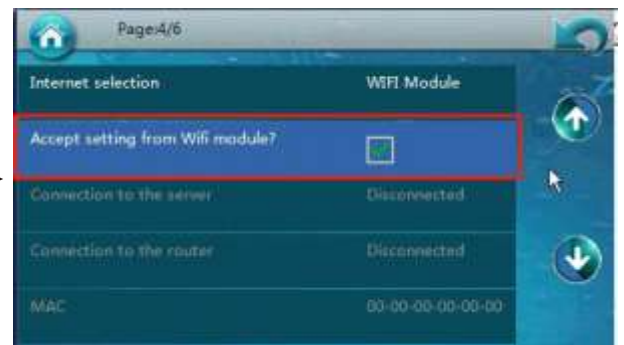 Page:4/6
Internet selection WIFI Module
Accept setting from Wifi module?
Connection to the server Disconnected
Connection to the router Disconnected
MAC 00-00-00-00-00-00